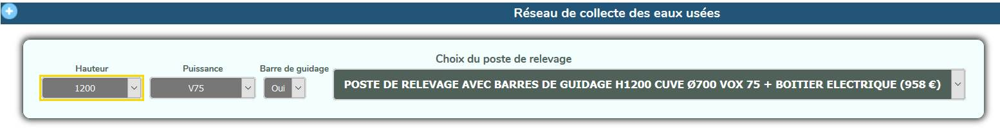 Réseau de collecte des eaux usées
Choix du poste de relevage
Hauteur Puissance Barre de guidage
1200 V75 Oui POSTE DE RELEVAGE AVEC BARRES DE GUIDAGE H1200 CUVE Ø700 VOX 75 + BOITIER ELECTRIQUE (958 €)